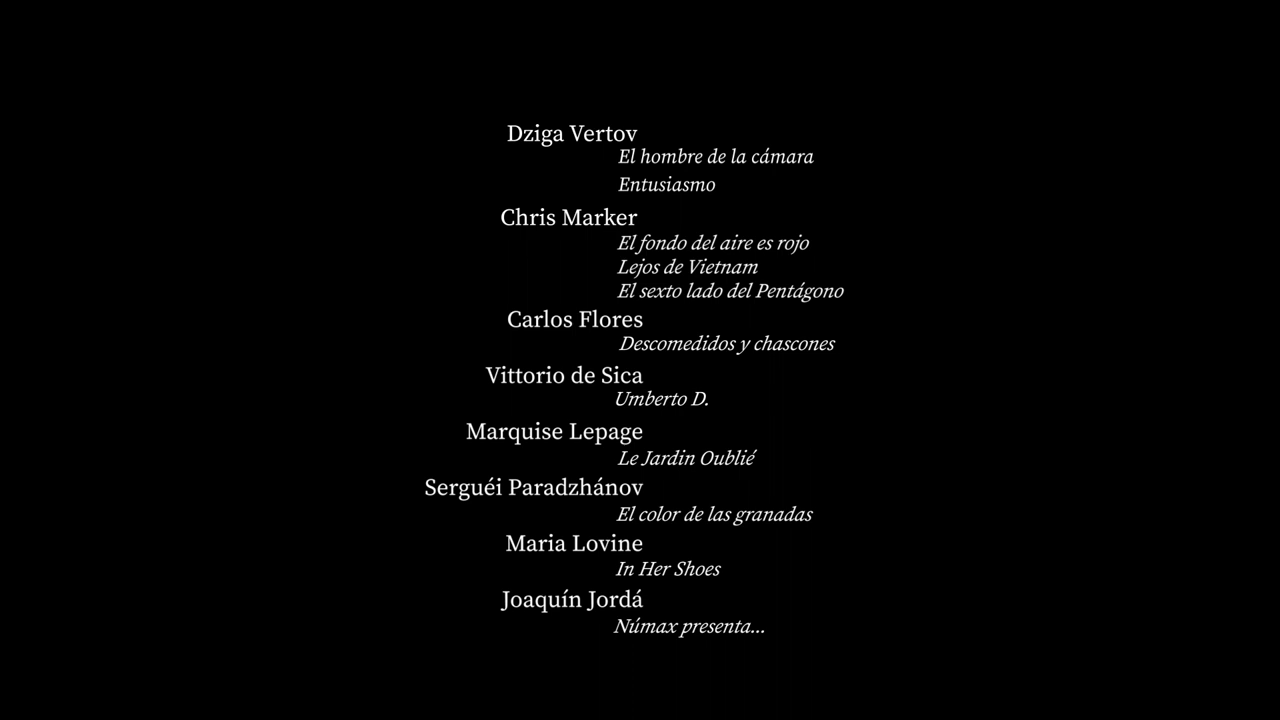 Dziga Vertov
El hombre de la cámara
Entusiasmo
Chris Marker
El fondo del aire es rojo
Lejos de Vietnam
El sexto lado del Pentágono
Carlos Flores
Descomedidos y chascones
Vittorio de Sica
Umberto D.
Marquise Lepage
Le Jardin Oublié
Serguéi Paradzhánov
El color de las granadas
Maria Lovine
In Her Shoes
Joaquín Jordá
Númax presenta...